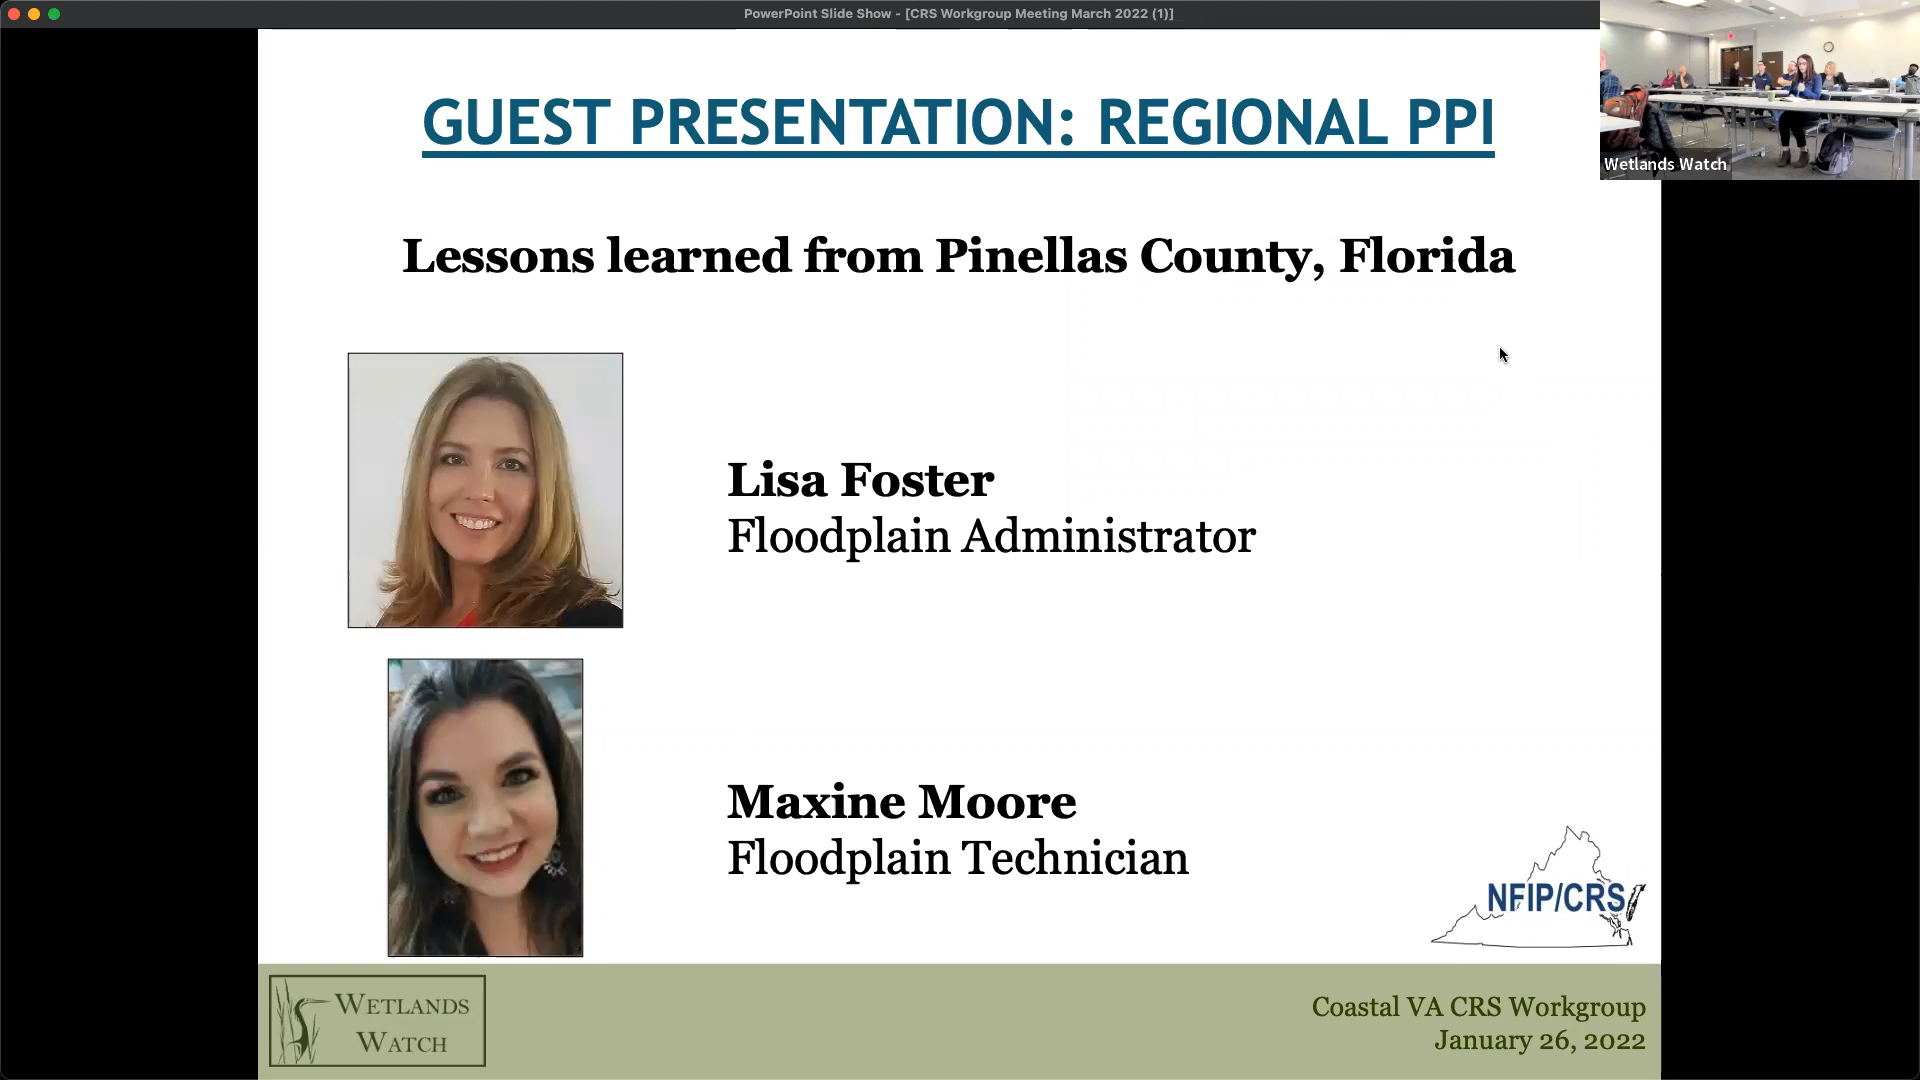 PowerPoint Slide Show - [CRS Workgroup Meeting March 2022 (1)]
Wetlands Watch
GUEST PRESENTATION: REGIONAL PPI
Lessons learned from Pinellas County, Florida
Lisa Foster
Floodplain Administrator
Maxine Moore
Floodplain Technician
NFIP/CRS
WETLANDS
WATCH
Coastal VA CRS Workgroup
January 26, 2022